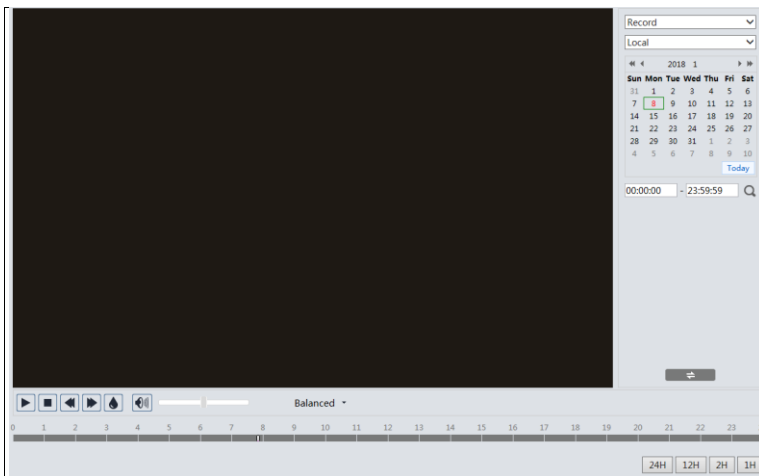 Record
Local
2018 1
Sun Mon Tue Wed Thu Fri Sat
31 1 2 3 4 5 6
7 8 9 10 11 12 13
14 15 16 17 18 19 20
21 22 23 24 25 26 27
28 29 30 31 1 2 3
4 5 6 7 8 9 10
Today
00:00:00 - 23:59:59
Balanced
0 1 2 3 4 5 6 7 8 9 10 11 12 13 14 15 16 17 18 19 20 21 22 23
24H 12H 2H 1H